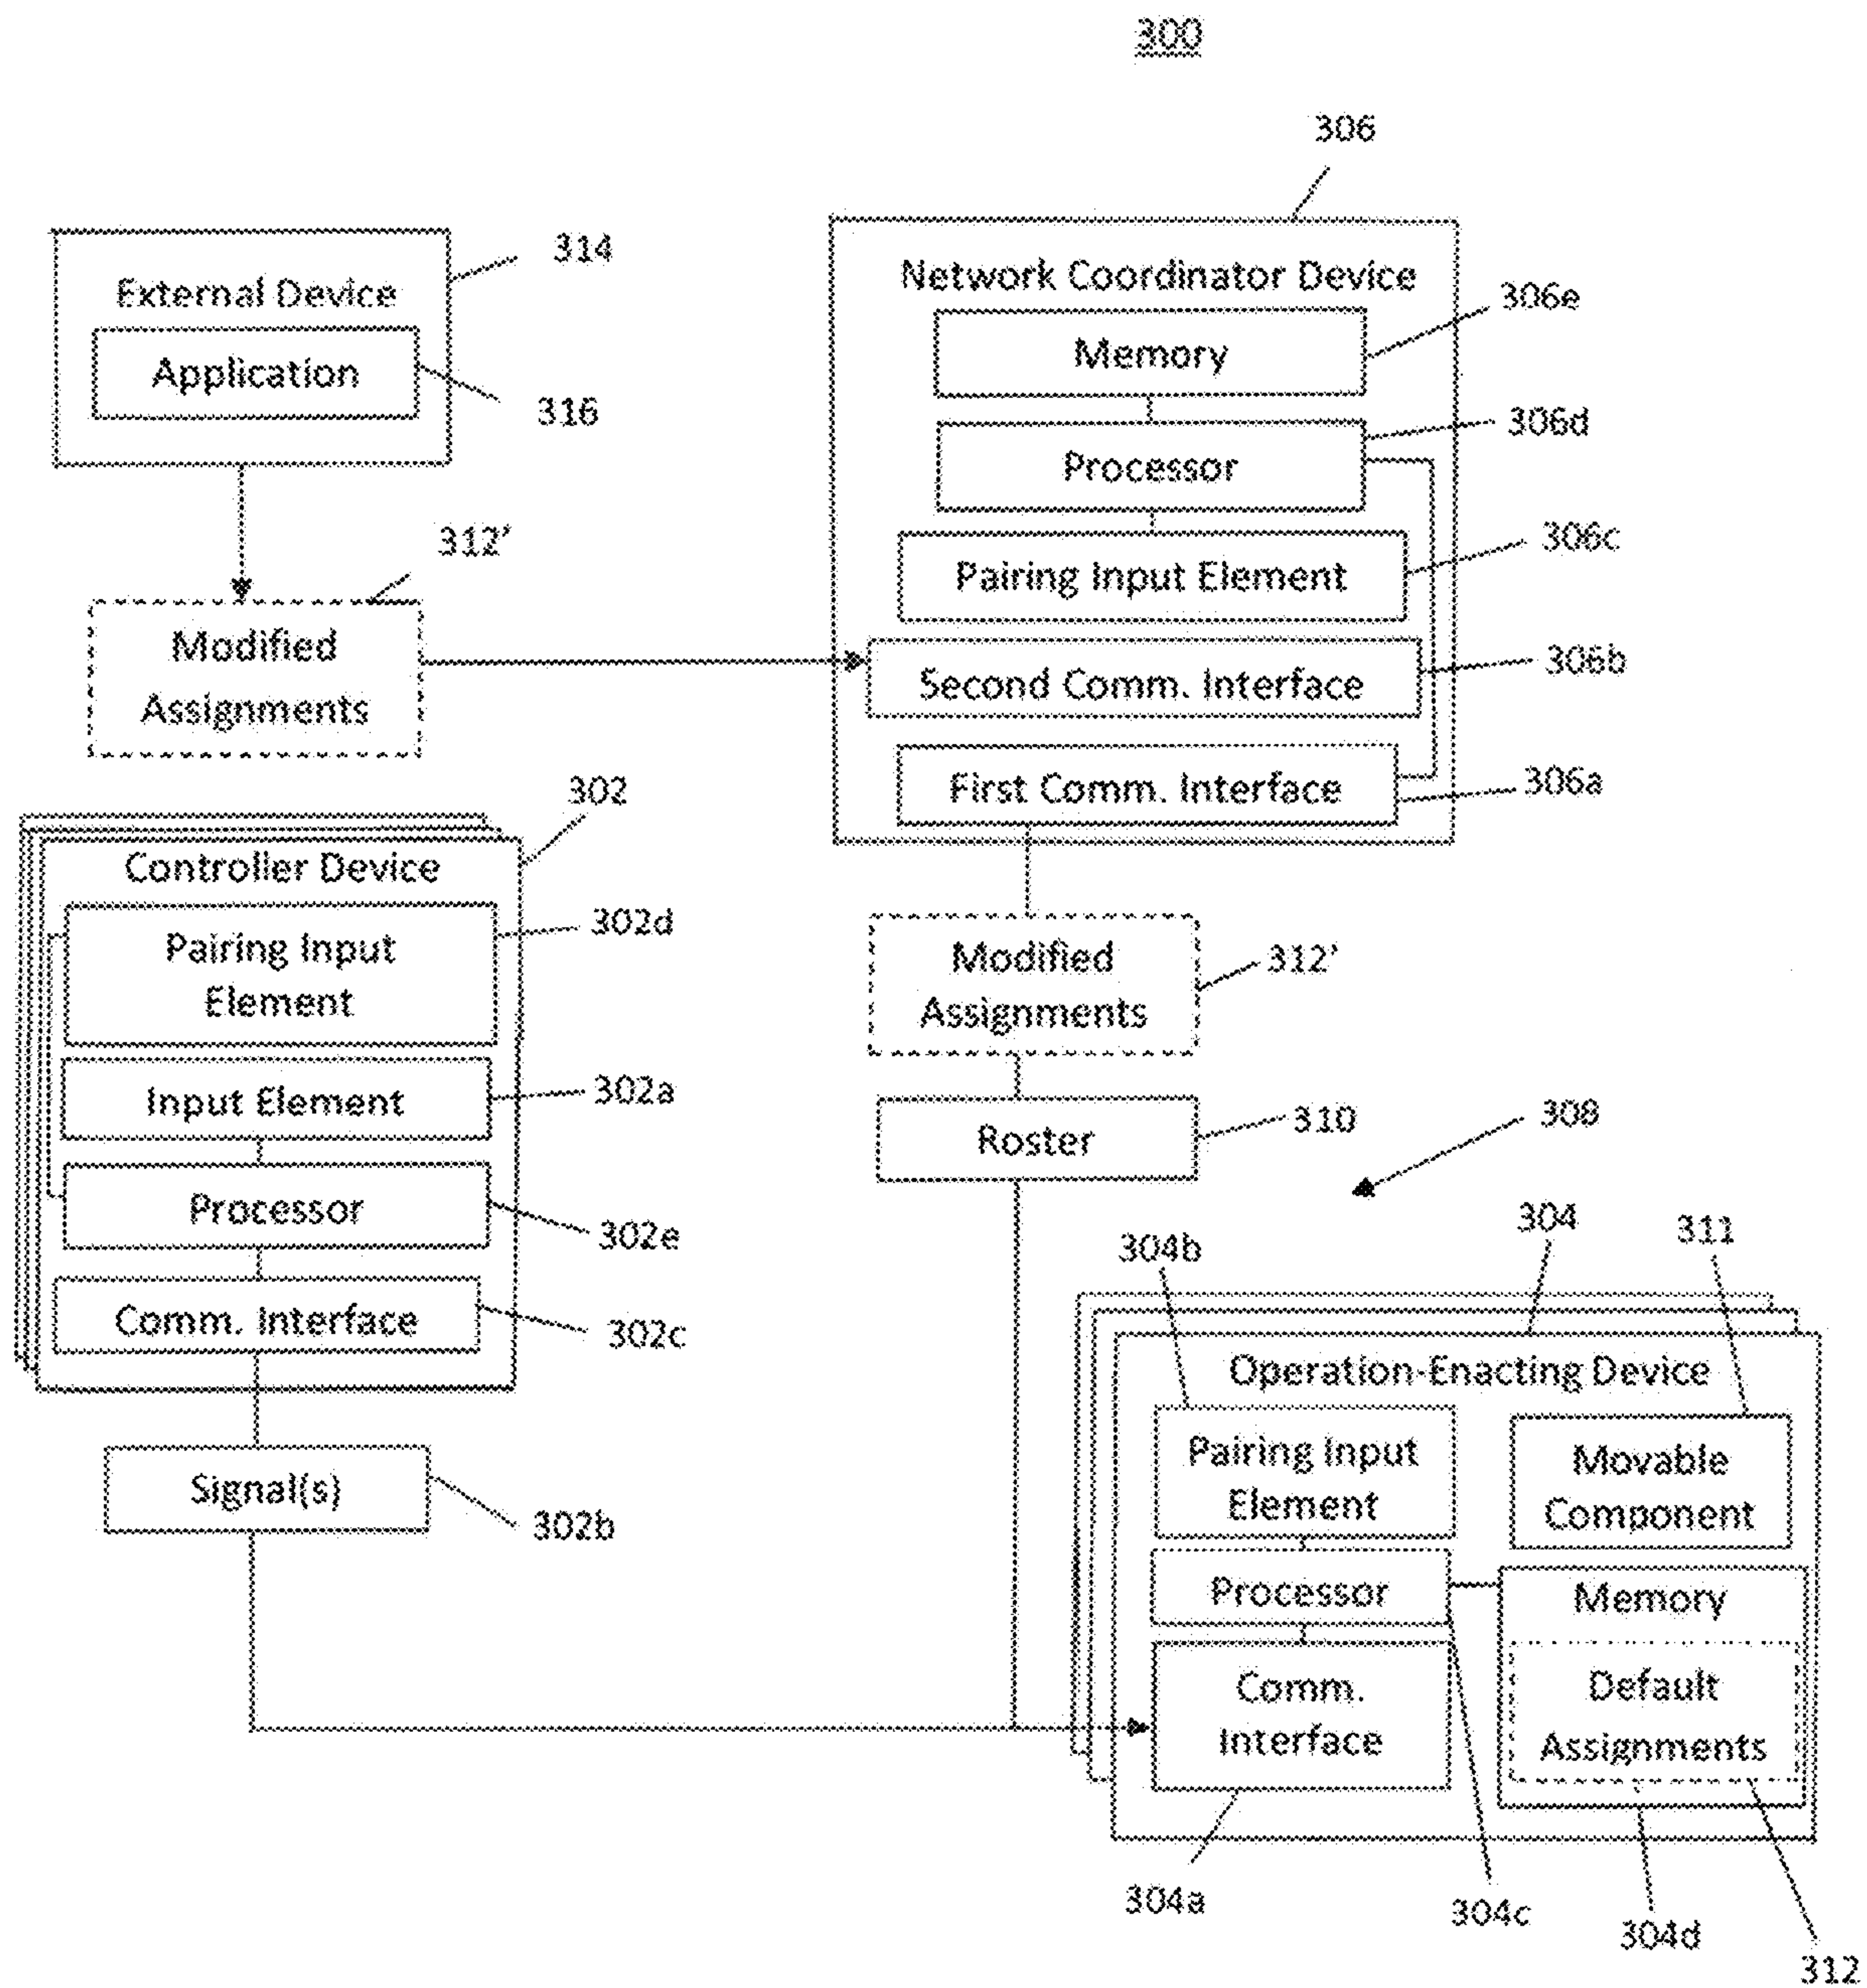 300
306
314
External Device
Application
316
Network Coordinator Device
306e
Memory
306d
Processor
312'
306c
Pairing Input Element
Modified
Assignments
306b
Second Comm. Interface
306a
First Comm. Interface
302
Controller Device
302d
Pairing Input
Element
302a
Input Element
Processor
302e
Comm. Interface
302c
Signal(s)
302b
Modified
Assignments
312'
Roster
310
308
304
311
304b
Operation-Enacting Device
Pairing Input
Element
Movable
Component
Processor
Memory
Comm.
Interface
Default
Assignments
304a
304c
304d
312